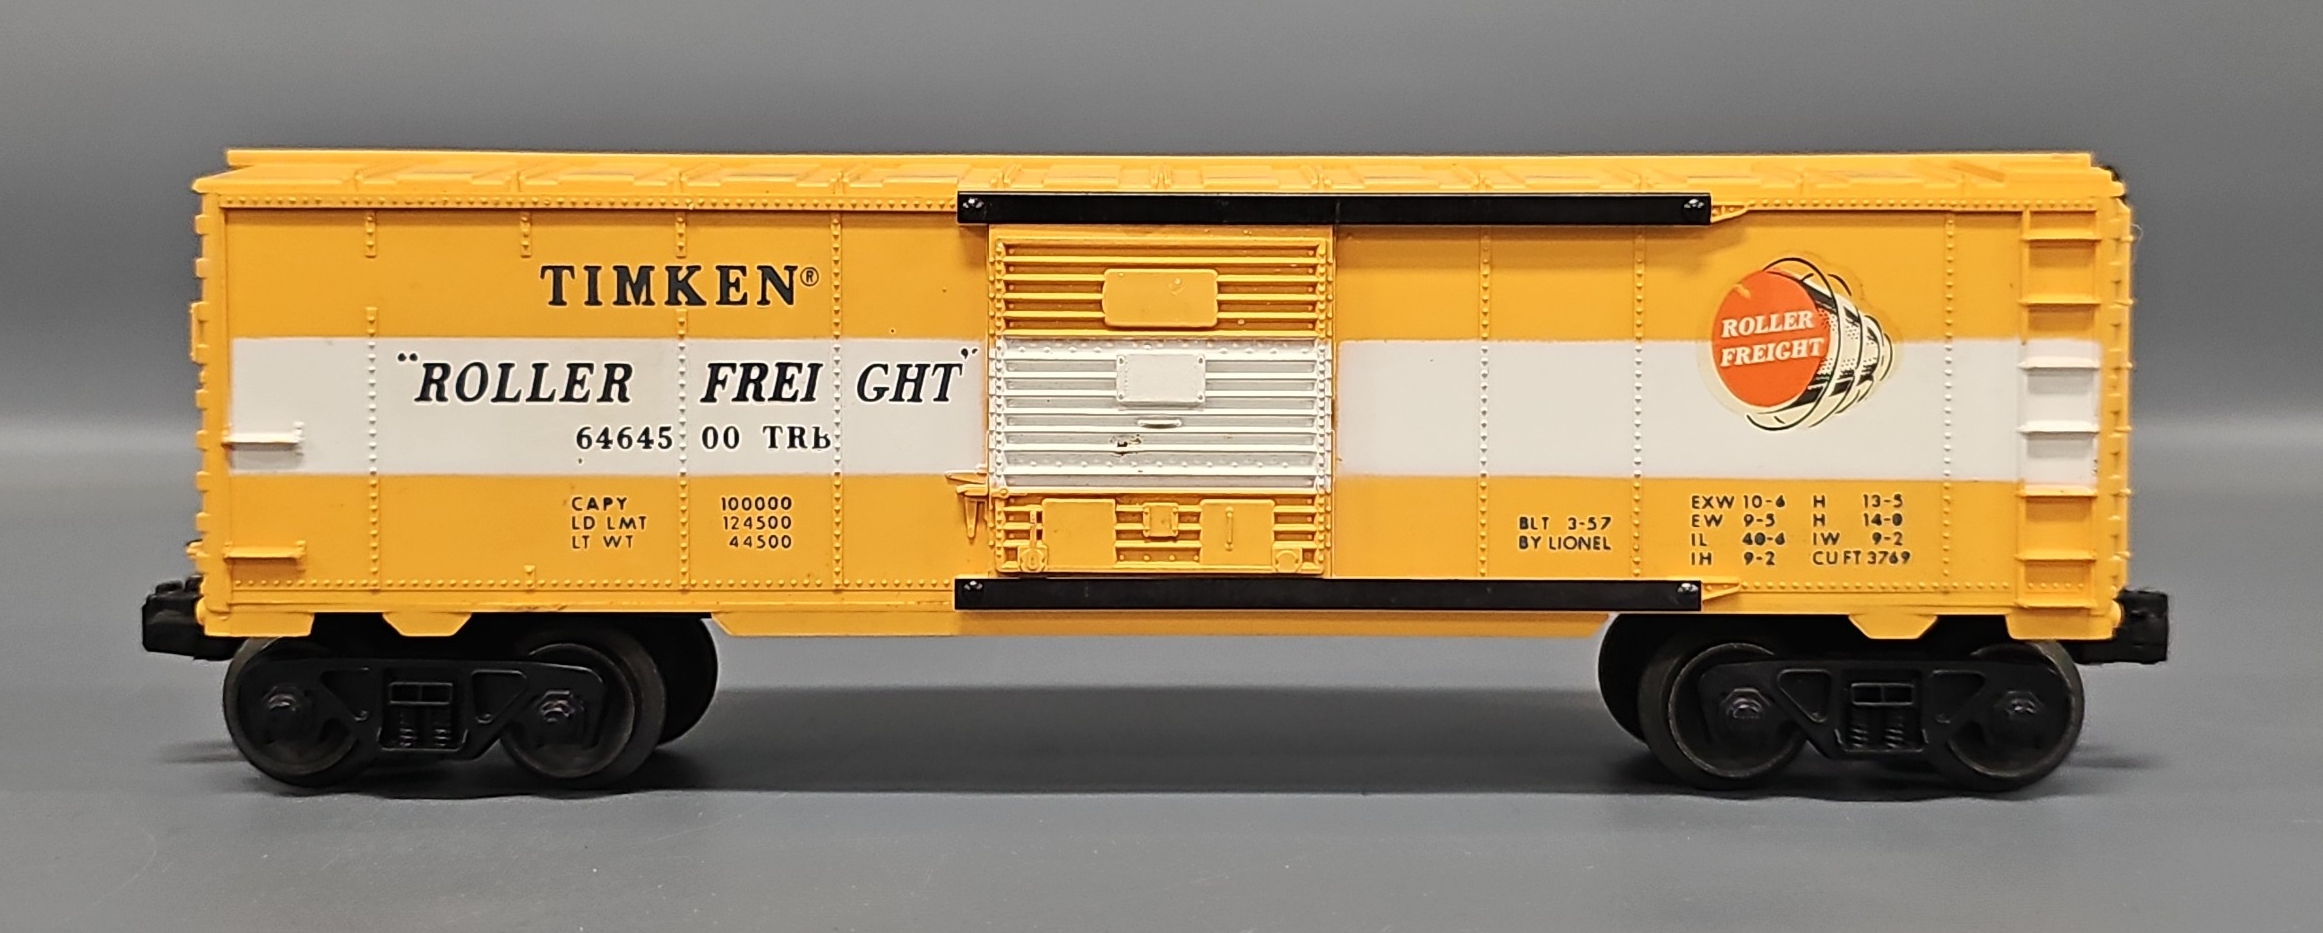 TIMKEN®
"ROLLER FREIGHT"
64645 00 TRB
CAPY 100000
LD LMT 124500
LT WT 44500
BLT 3-57
BY LIONEL
ROLLER
FREIGHT
EXW 10-6 H 13-5
EW 9-5 H 14-0
IL 40-6 IW 9-2
IH 9-2 CU FT 3769